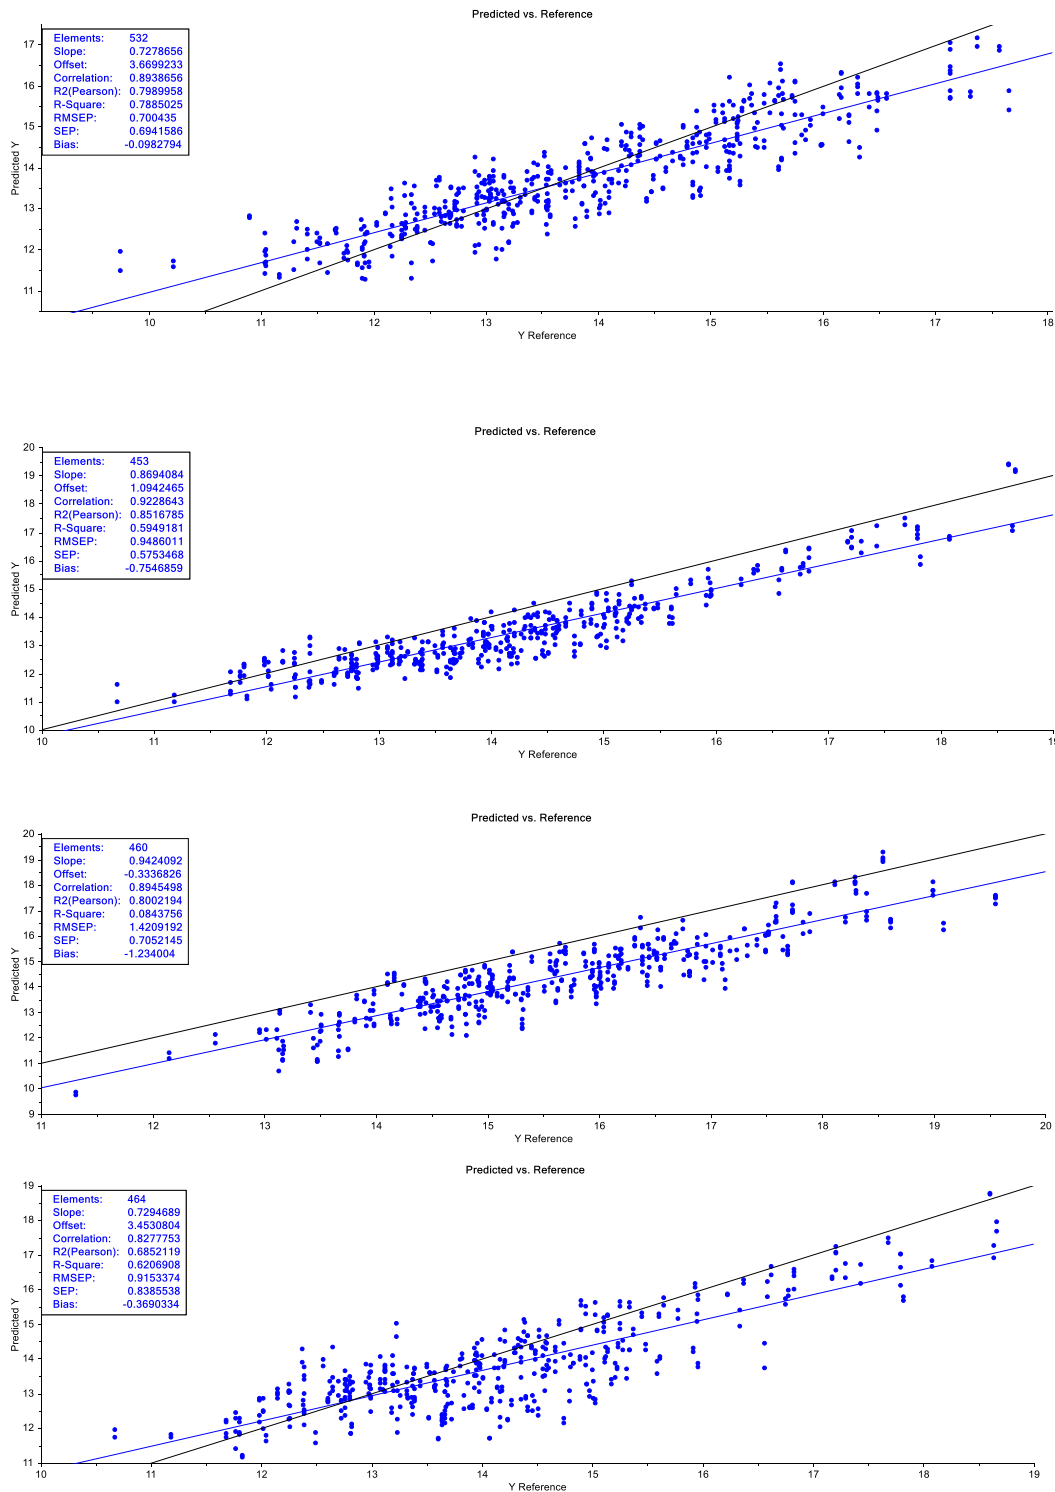 Predicted vs. Reference
Elements: 532
Slope: 0.7278656
Offset: 3.6699233
Correlation: 0.8938656
R2(Pearson): 0.7989958
R-Square: 0.7885025
RMSEP: 0.700435
SEP: 0.6941586
Bias: -0.0982794
17
16
15
14
13
12
11
Predicted Y
10 11 12 13 14 15 16 17 18
Y Reference
Predicted vs. Reference
Elements: 453
Slope: 0.8694084
Offset: 1.0942465
Correlation: 0.9228643
R2(Pearson): 0.8516785
R-Square: 0.5949181
RMSEP: 0.9486011
SEP: 0.5753468
Bias: -0.7546859
20
19
18
17
16
15
14
13
12
11
10
Predicted Y
10 11 12 13 14 15 16 17 18 19
Y Reference
Predicted vs. Reference
Elements: 460
Slope: 0.9424092
Offset: -0.3336826
Correlation: 0.8945498
R2(Pearson): 0.8002194
R-Square: 0.0843756
RMSEP: 1.4209192
SEP: 0.7052145
Bias: -1.234004
20
19
18
17
16
15
14
13
12
11
10
9
Predicted Y
11 12 13 14 15 16 17 18 19 20
Y Reference
Predicted vs. Reference
Elements: 464
Slope: 0.7294689
Offset: 3.4530804
Correlation: 0.8277753
R2(Pearson): 0.6852119
R-Square: 0.6206908
RMSEP: 0.9153374
SEP: 0.8385538
Bias: -0.3690334
19
18
17
16
15
14
13
12
11
Predicted Y
10 11 12 13 14 15 16 17 18 19
Y Reference